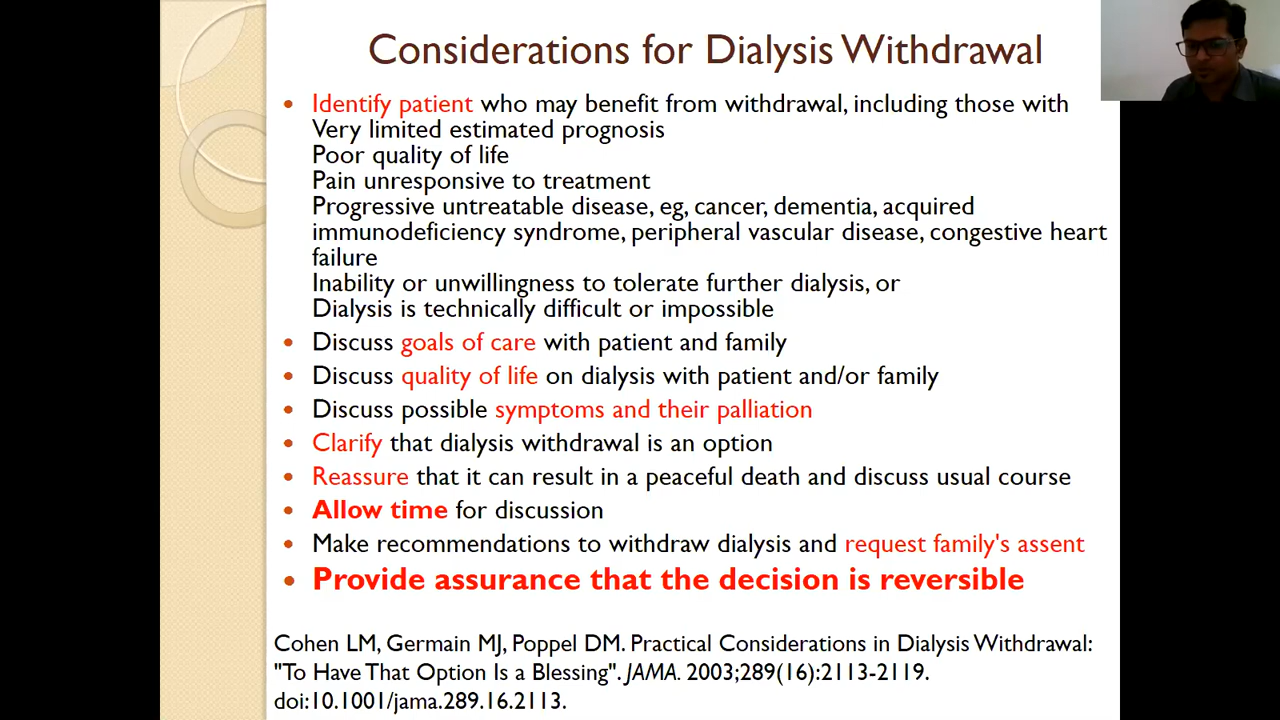 Considerations for Dialysis Withdrawal
• Identify patient who may benefit from withdrawal, including those with
Very limited estimated prognosis
Poor quality of life
Pain unresponsive to treatment
Progressive untreatable disease, eg, cancer, dementia, acquired
immunodeficiency syndrome, peripheral vascular disease, congestive heart
failure
Inability or unwillingness to tolerate further dialysis, or
Dialysis is technically difficult or impossible
• Discuss goals of care with patient and family
• Discuss quality of life on dialysis with patient and/or family
• Discuss possible symptoms and their palliation
• Clarify that dialysis withdrawal is an option
• Reassure that it can result in a peaceful death and discuss usual course
• Allow time for discussion
• Make recommendations to withdraw dialysis and request family's assent
• Provide assurance that the decision is reversible
Cohen LM, Germain MJ, Poppel DM. Practical Considerations in Dialysis Withdrawal:
"To Have That Option Is a Blessing". JAMA. 2003;289(16):2113-2119.
doi:10.1001/jama.289.16.2113.